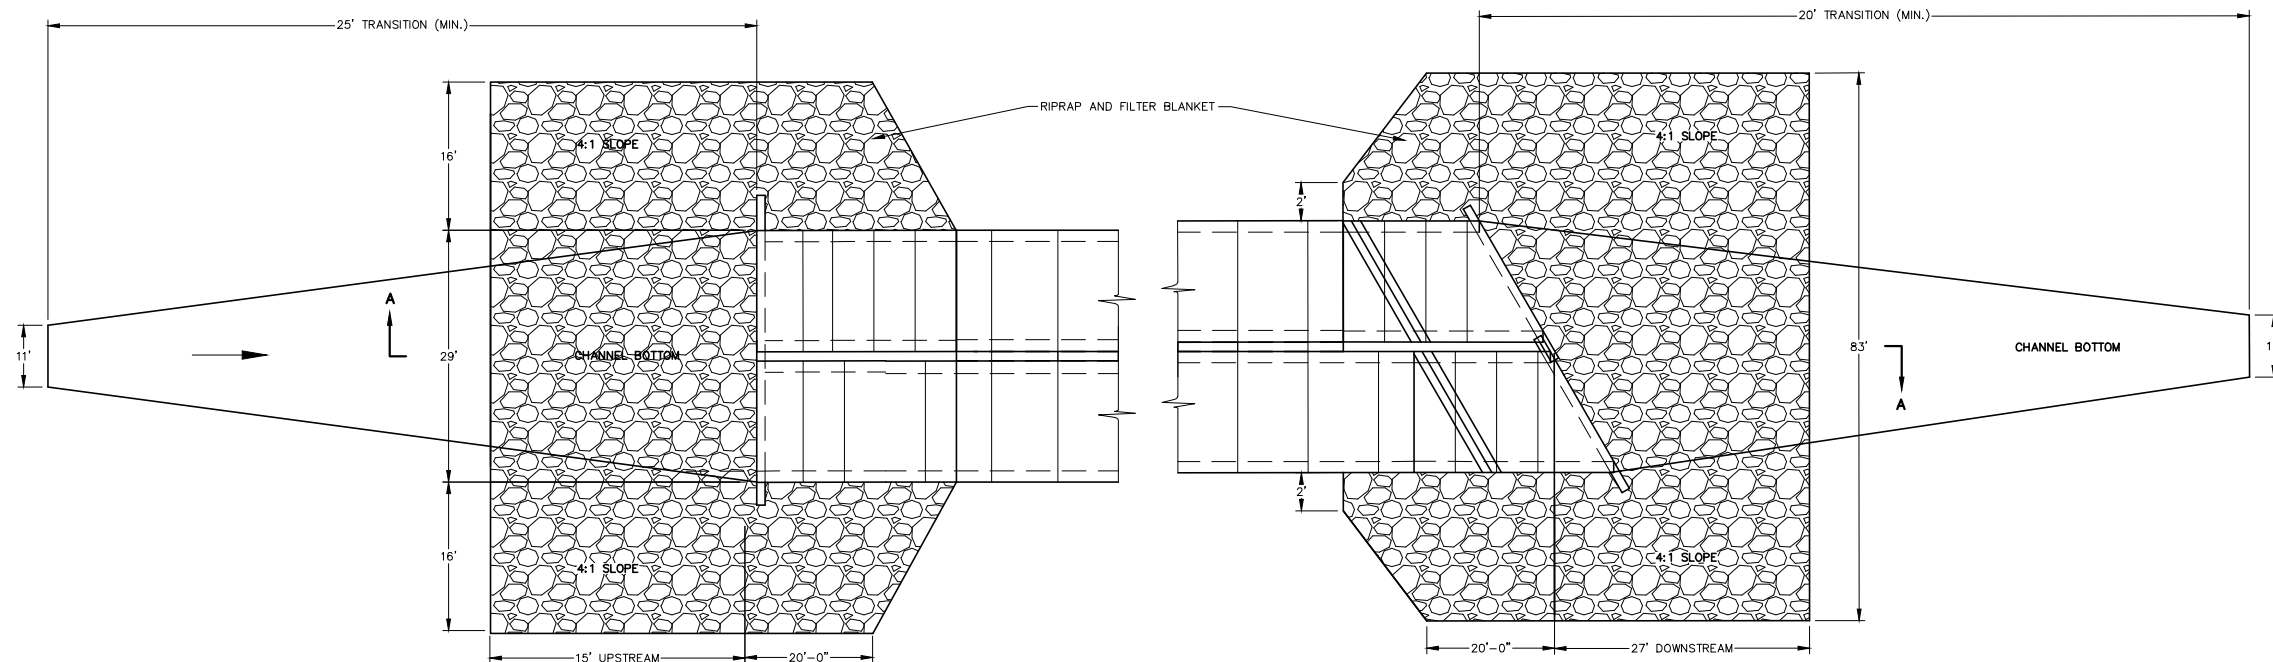 25' TRANSITION (MIN.)
20' TRANSITION (MIN.)
RIPRAP AND FILTER BLANKET
4:1 SLOPE
4:1 SLOPE
16'
2'
A
11'
29'
CHANNEL BOTTOM
83'
CHANNEL BOTTOM
A
2'
16'
4:1 SLOPE
4:1 SLOPE
15' UPSTREAM
20'-0"
20'-0"
27' DOWNSTREAM